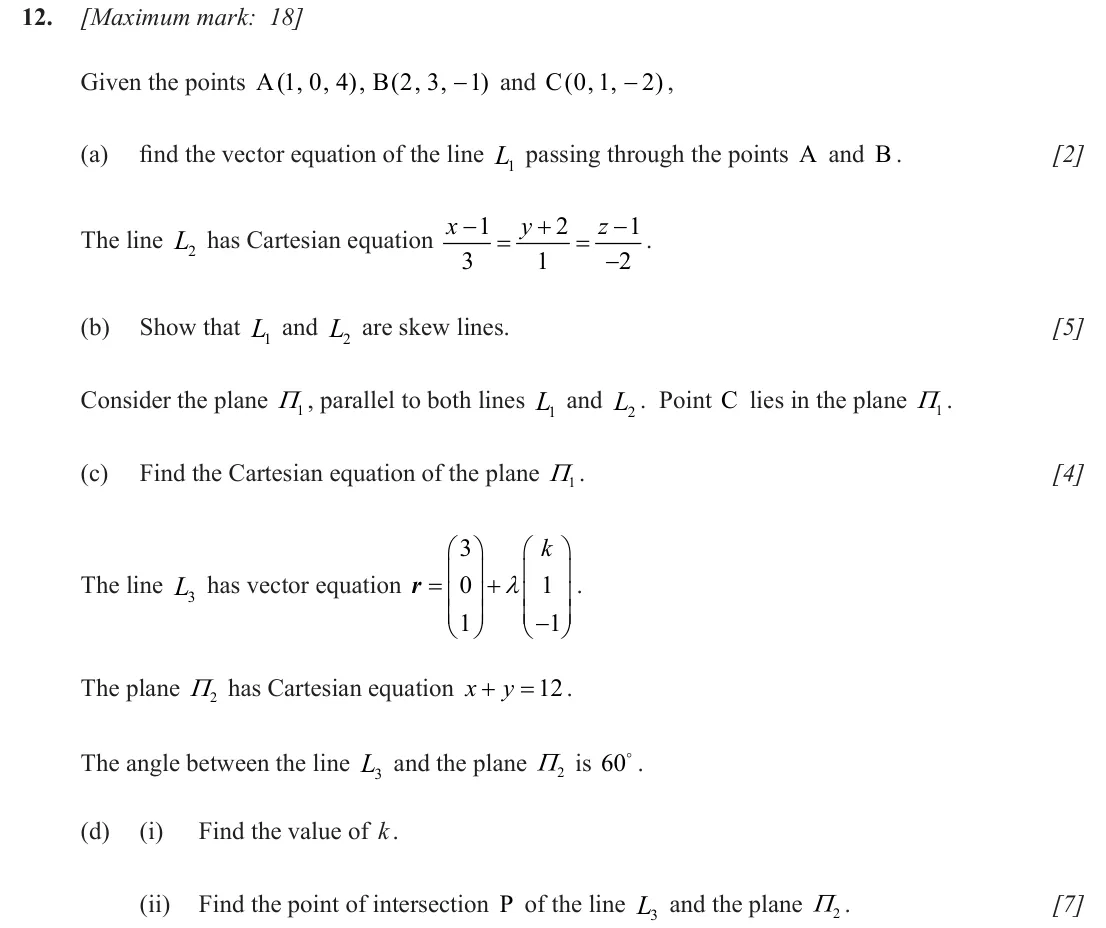 12. [Maximum mark: 18]
Given the points A(1, 0, 4), B(2, 3, −1) and C(0, 1, −2),
(a) find the vector equation of the line L₁ passing through the points A and B. [2]
The line L₂ has Cartesian equation (x−1)/3 = (y+2)/1 = (z−1)/−2.
(b) Show that L₁ and L₂ are skew lines. [5]
Consider the plane Π₁, parallel to both lines L₁ and L₂. Point C lies in the plane Π₁.
(c) Find the Cartesian equation of the plane Π₁. [4]
The line L₃ has vector equation r = (3 0 1) + λ (k 1 −1).
The plane Π₂ has Cartesian equation x + y = 12.
The angle between the line L₃ and the plane Π₂ is 60°.
(d) (i) Find the value of k.
(ii) Find the point of intersection P of the line L₃ and the plane Π₂. [7]